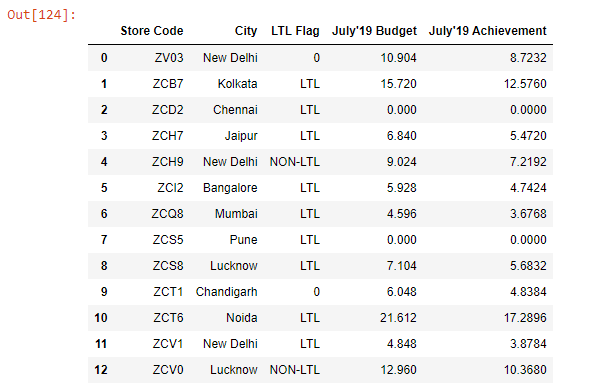 Out[124]:
Store Code City LTL Flag July'19 Budget July'19 Achievement
0 ZV03 New Delhi 0 10.904 8.7232
1 ZCB7 Kolkata LTL 15.720 12.5760
2 ZCD2 Chennai LTL 0.000 0.0000
3 ZCH7 Jaipur LTL 6.840 5.4720
4 ZCH9 New Delhi NON-LTL 9.024 7.2192
5 ZCI2 Bangalore LTL 5.928 4.7424
6 ZCQ8 Mumbai LTL 4.596 3.6768
7 ZCS5 Pune LTL 0.000 0.0000
8 ZCS8 Lucknow LTL 7.104 5.6832
9 ZCT1 Chandigarh 0 6.048 4.8384
10 ZCT6 Noida LTL 21.612 17.2896
11 ZCV1 New Delhi LTL 4.848 3.8784
12 ZCV0 Lucknow NON-LTL 12.960 10.3680